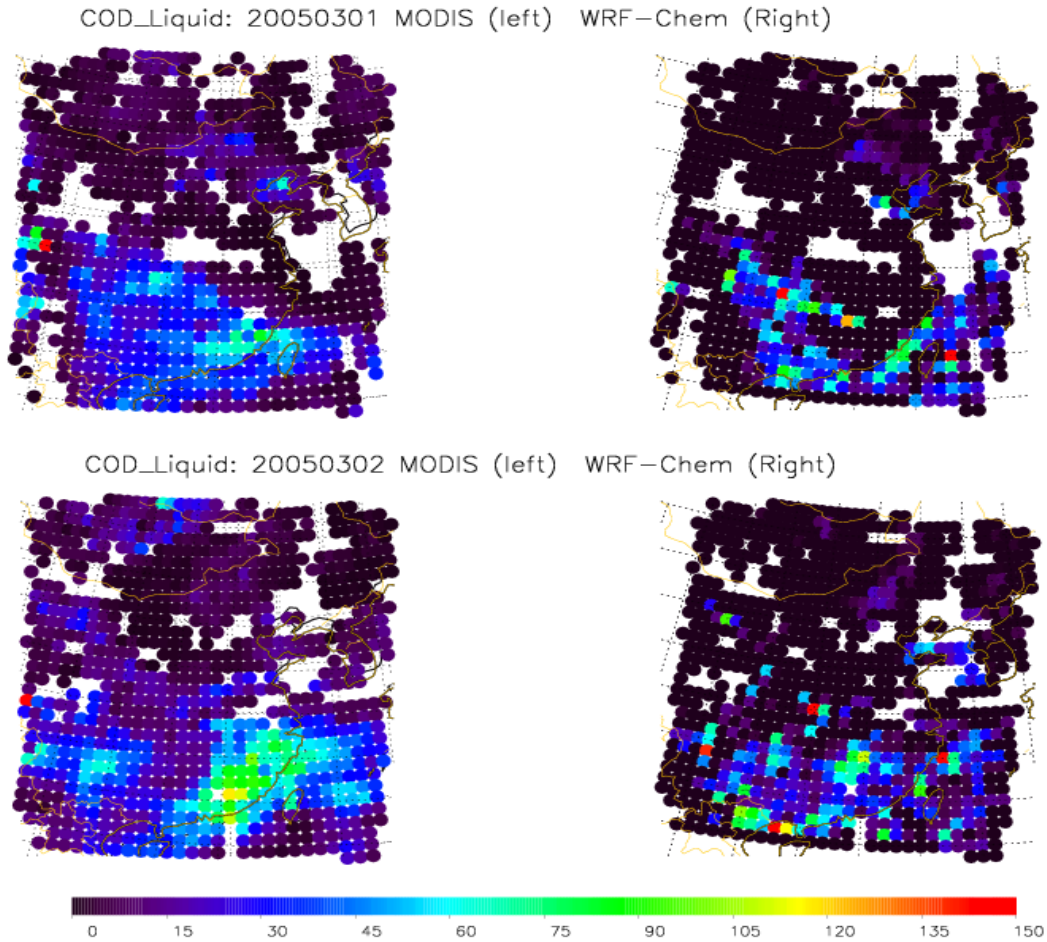 COD_Liquid: 20050301 MODIS (left) WRF-Chem (Right)
COD_Liquid: 20050302 MODIS (left) WRF-Chem (Right)
0 15 30 45 60 75 90 105 120 135 150